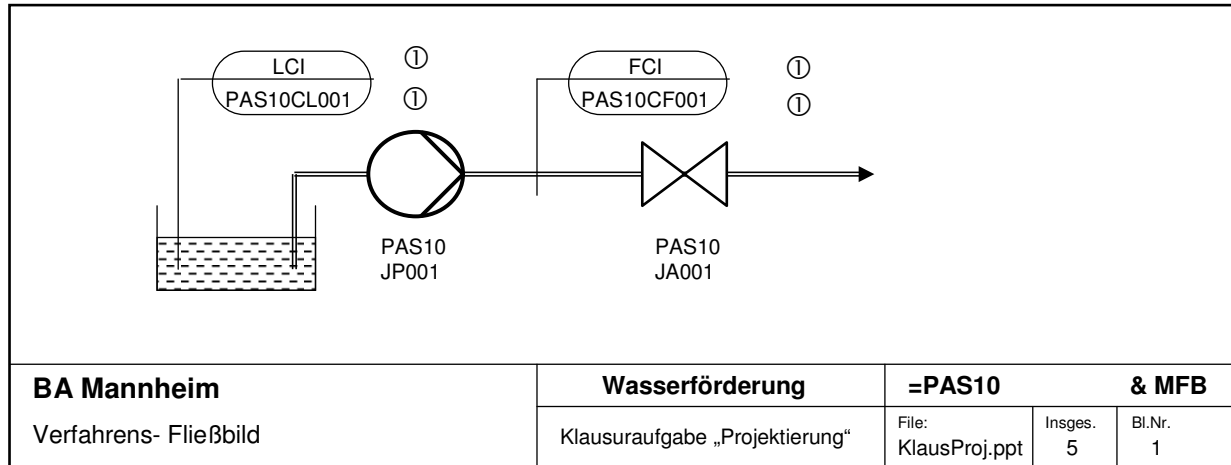 LCI
PAS10CL001
①
①
FCI
PAS10CF001
①
①
PAS10
JP001
PAS10
JA001
BA Mannheim
Verfahrens- Fließbild
Wasserförderung
Klausuraufgabe „Projektierung“
=PAS10 & MFB
File:
KlausProj.ppt
Insges.
5
Bl.Nr.
1